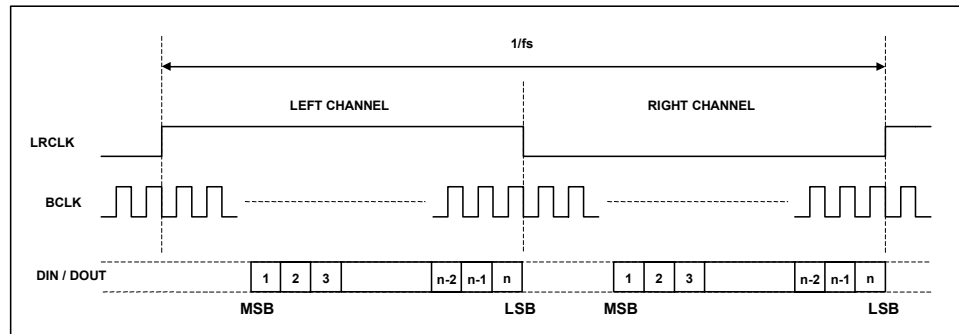 1/fs
LEFT CHANNEL
RIGHT CHANNEL
LRCLK
BCLK
DIN / DOUT
1 2 3 n-2 n-1 n 1 2 3 n-2 n-1 n
MSB LSB MSB LSB